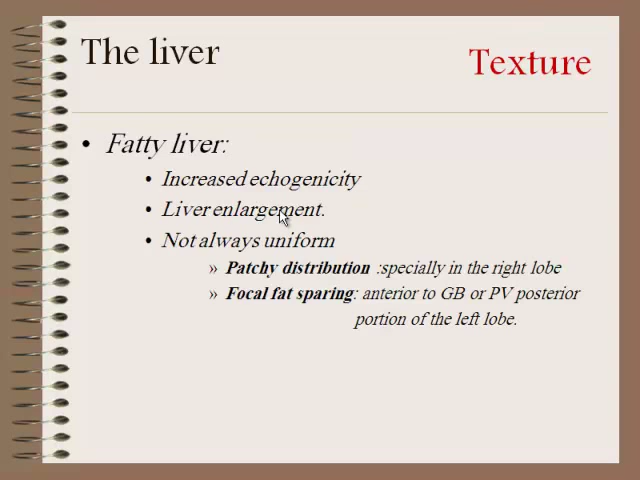 The liver
Texture
• Fatty liver:
• Increased echogenicity
• Liver enlargement.
• Not always uniform
» Patchy distribution :specially in the right lobe
» Focal fat sparing: anterior to GB or PV posterior
portion of the left lobe.